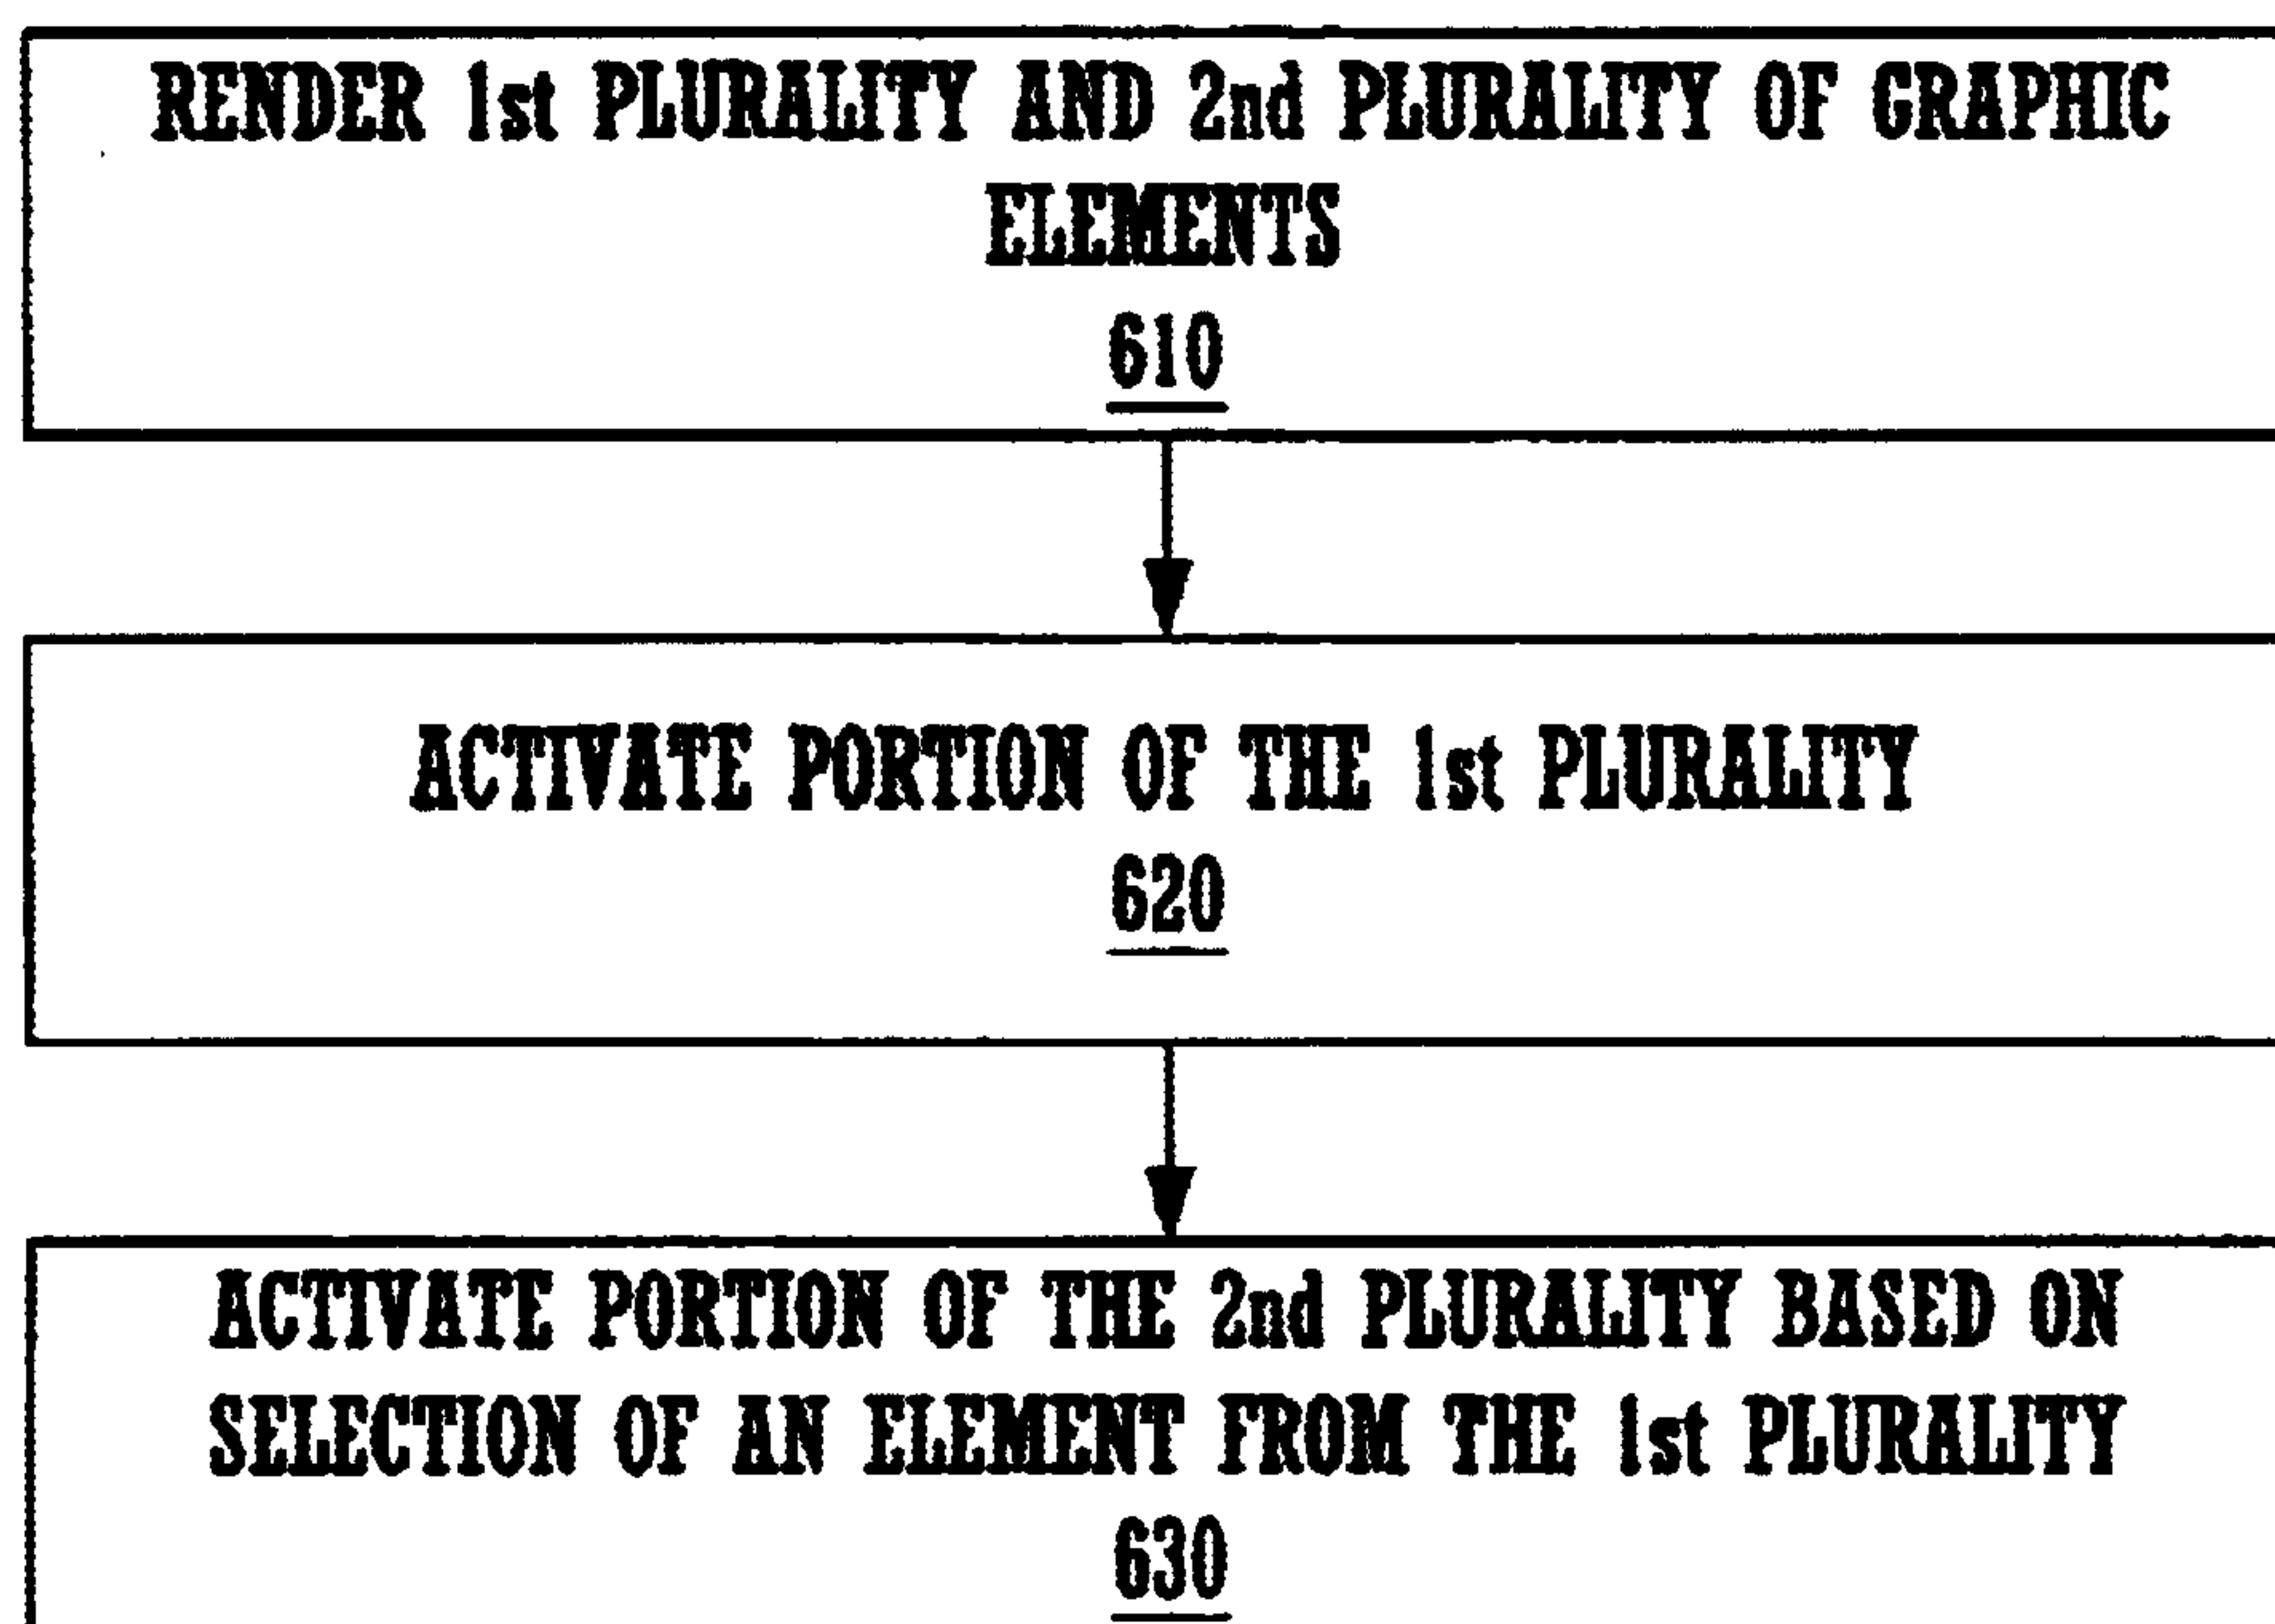 RENDER 1st PLURALITY AND 2nd PLURALITY OF GRAPHIC
ELEMENTS
610
ACTIVATE PORTION OF THE 1st PLURALITY
620
ACTIVATE PORTION OF THE 2nd PLURALITY BASED ON
SELECTION OF AN ELEMENT FROM THE 1st PLURALITY
630